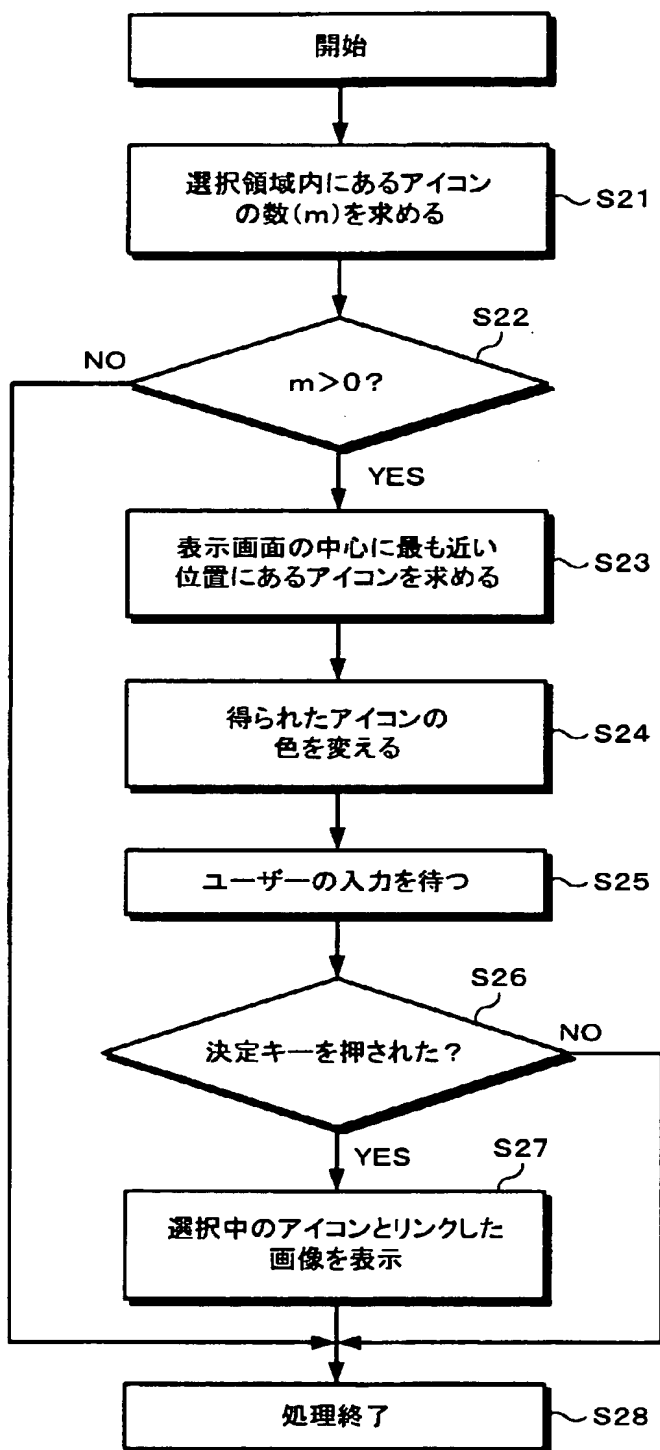 開始
選択領域内にあるアイコン
の数(m)を求める
S21
S22
NO
m>0?
YES
表示画面の中心に最も近い
位置にあるアイコンを求める
S23
得られたアイコンの
色を変える
S24
ユーザーの入力を待つ
S25
S26
決定キーを押された?
NO
YES
S27
選択中のアイコンとリンクした
画像を表示
処理終了
S28